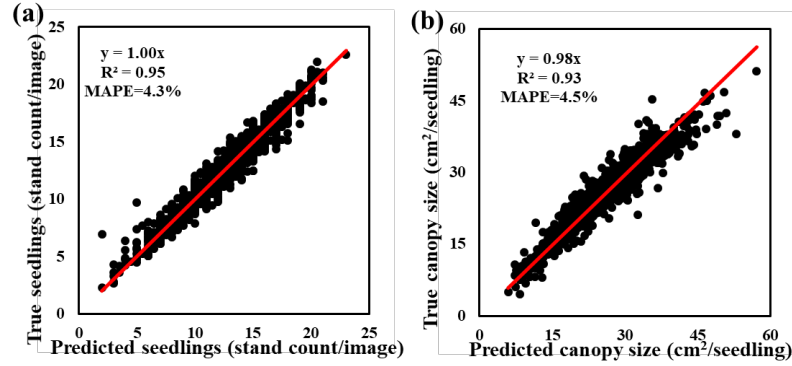 (a)
y = 1.00x
R² = 0.95
MAPE=4.3%
True seedlings (stand count/image)
25
20
15
10
5
0
0
5
10
15
20
25
Predicted seedlings (stand count/image)
(b)
y = 0.98x
R² = 0.93
MAPE=4.5%
True canopy size (cm²/seedling)
60
45
30
15
0
0
15
30
45
60
Predicted canopy size (cm²/seedling)